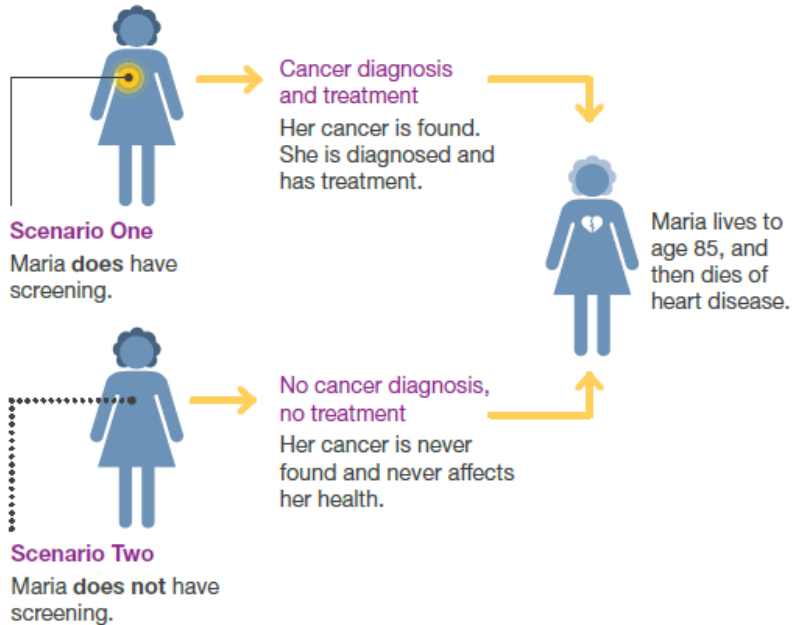 Cancer diagnosis
and treatment
Her cancer is found.
She is diagnosed and
has treatment.
Scenario One
Maria does have
screening.
Maria lives to
age 85, and
then dies of
heart disease.
No cancer diagnosis,
no treatment
Her cancer is never
found and never affects
her health.
Scenario Two
Maria does not have
screening.